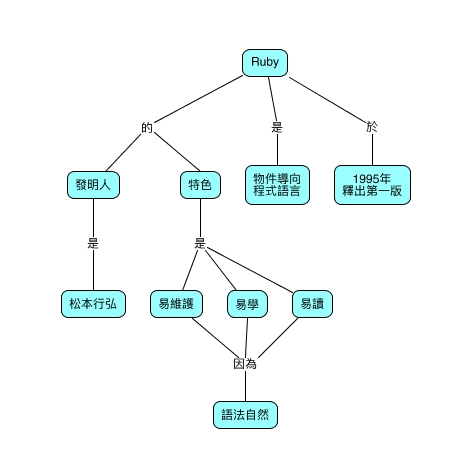 Ruby
的
是
於
發明人
特色
物件導向
程式語言
1995年
釋出第一版
是
是
松本行弘
易維護
易學
易讀
因為
語法自然